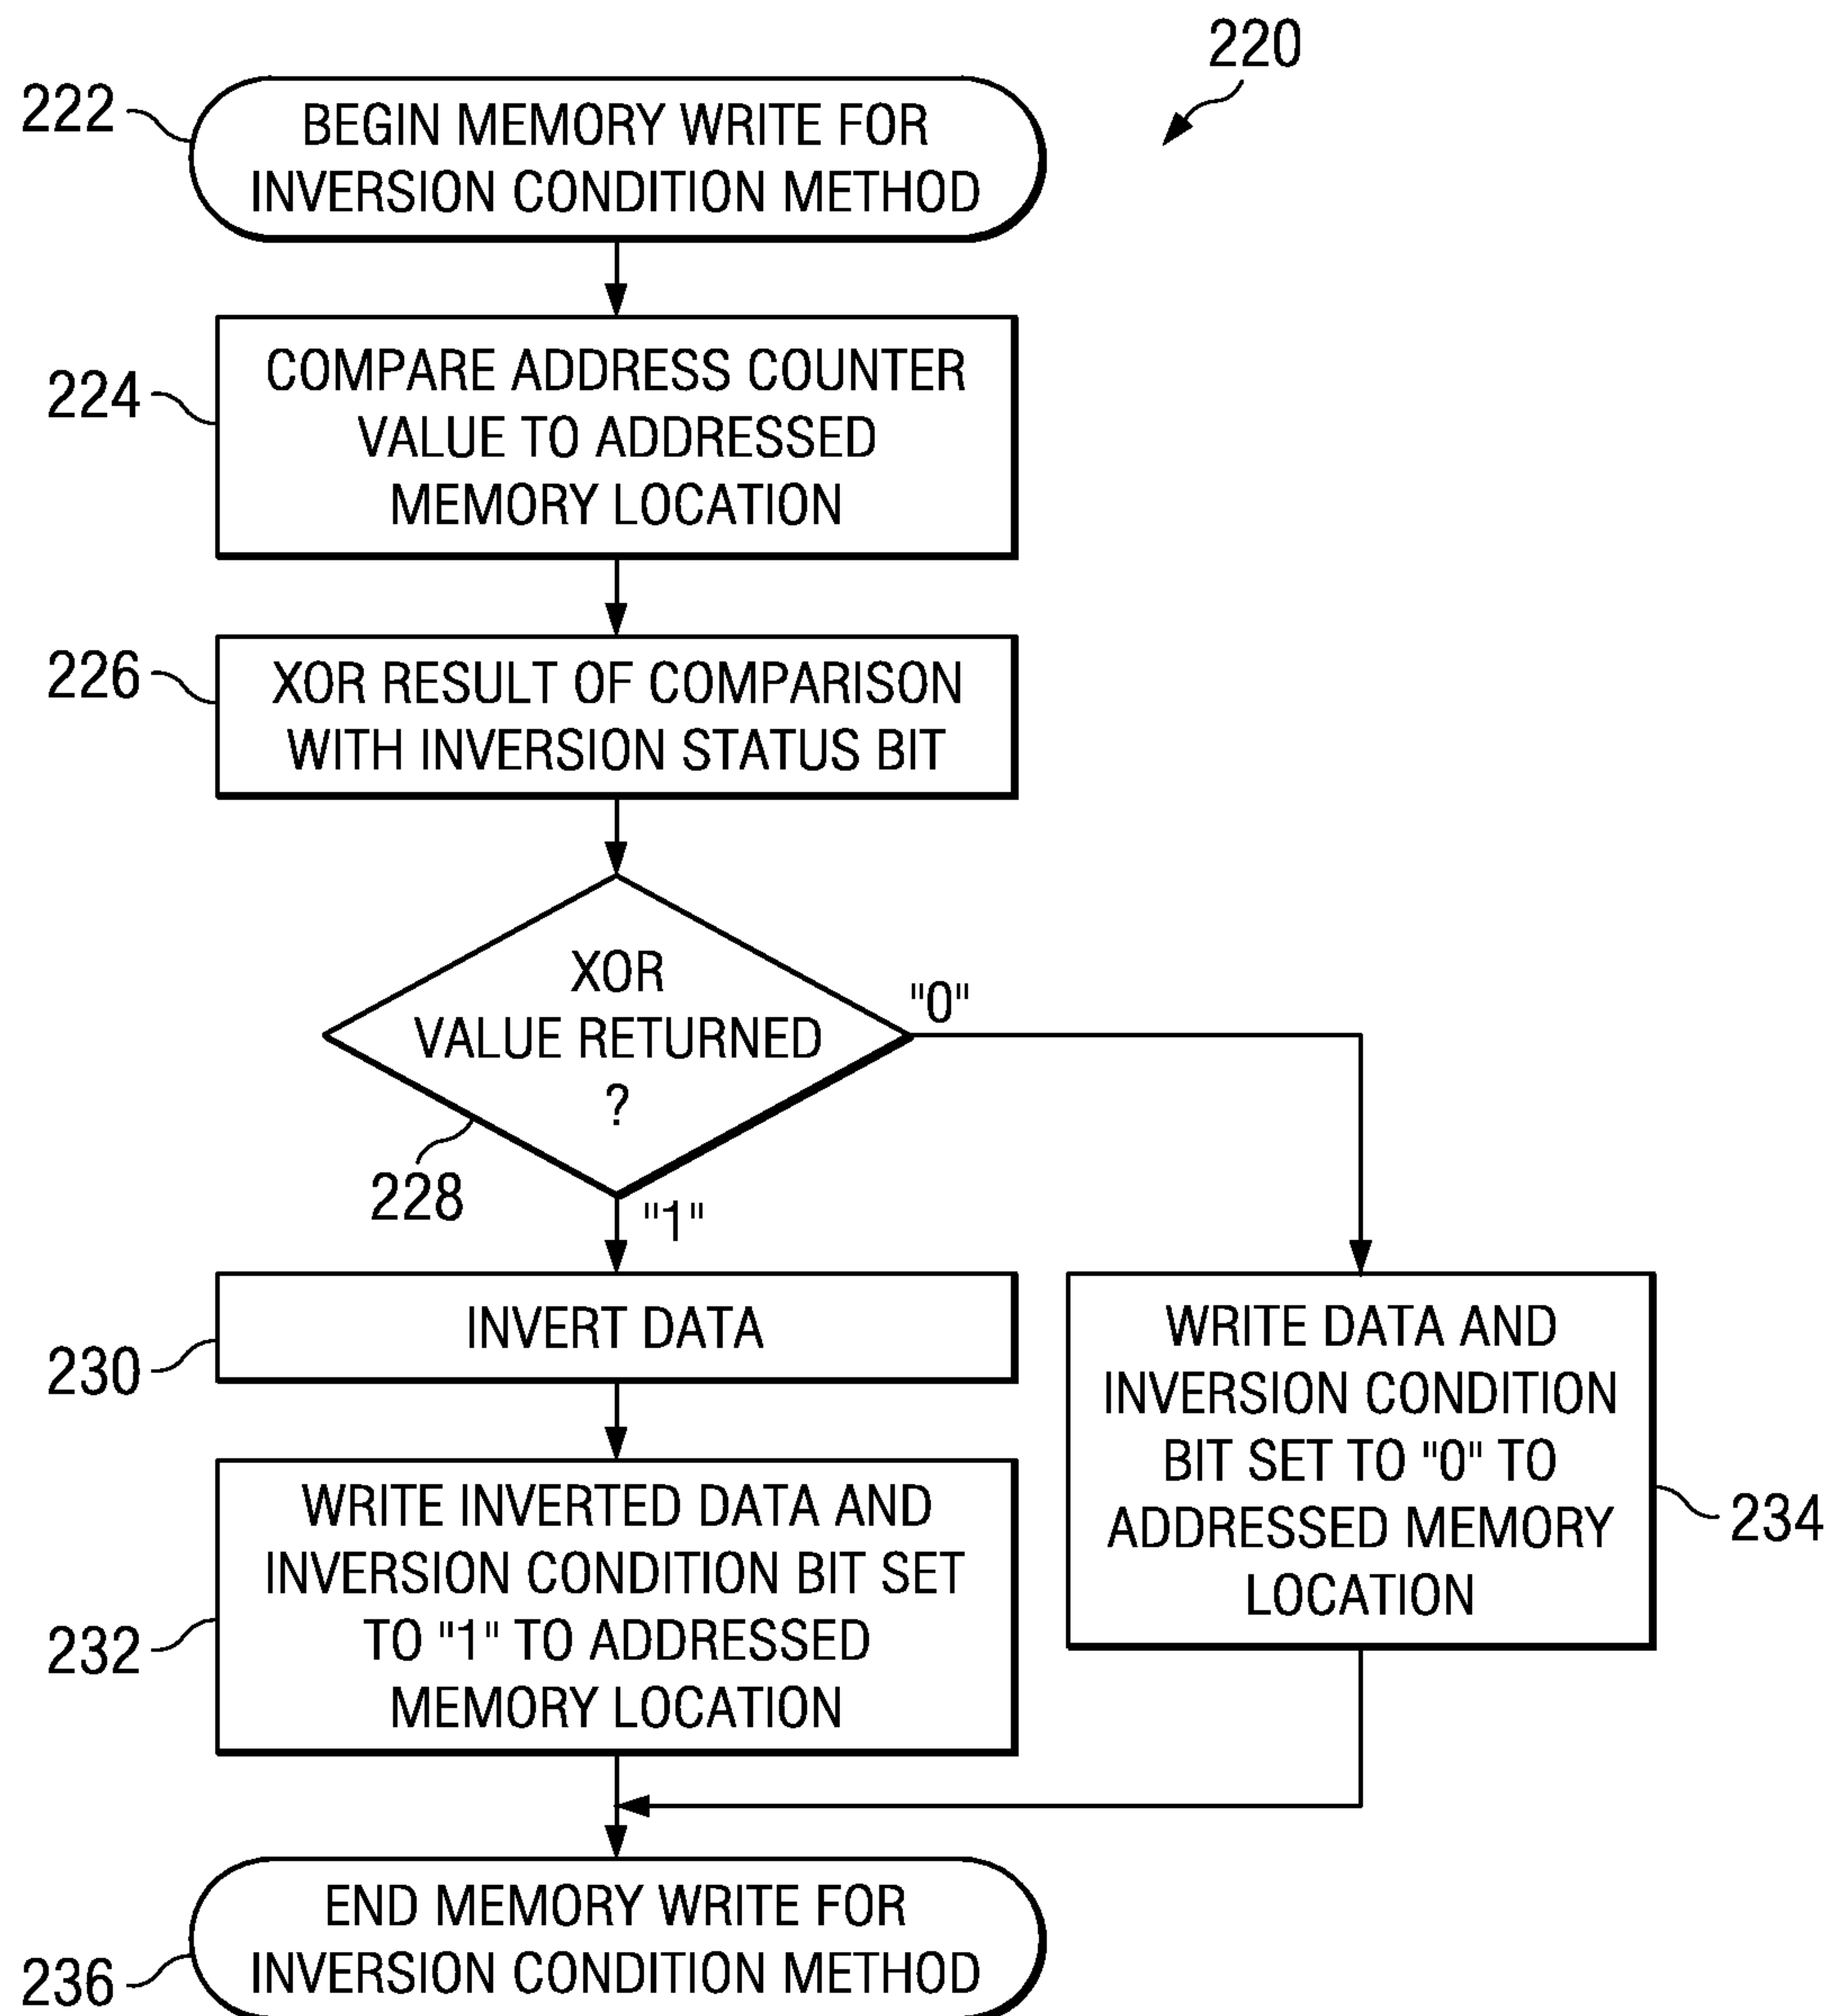 220
222
BEGIN MEMORY WRITE FOR
INVERSION CONDITION METHOD
224
COMPARE ADDRESS COUNTER
VALUE TO ADDRESSED
MEMORY LOCATION
226
XOR RESULT OF COMPARISON
WITH INVERSION STATUS BIT
XOR
VALUE RETURNED
?
"0"
228
"1"
230
INVERT DATA
232
WRITE INVERTED DATA AND
INVERSION CONDITION BIT SET
TO "1" TO ADDRESSED
MEMORY LOCATION
WRITE DATA AND
INVERSION CONDITION
BIT SET TO "0" TO
ADDRESSED MEMORY
LOCATION
234
END MEMORY WRITE FOR
INVERSION CONDITION METHOD
236